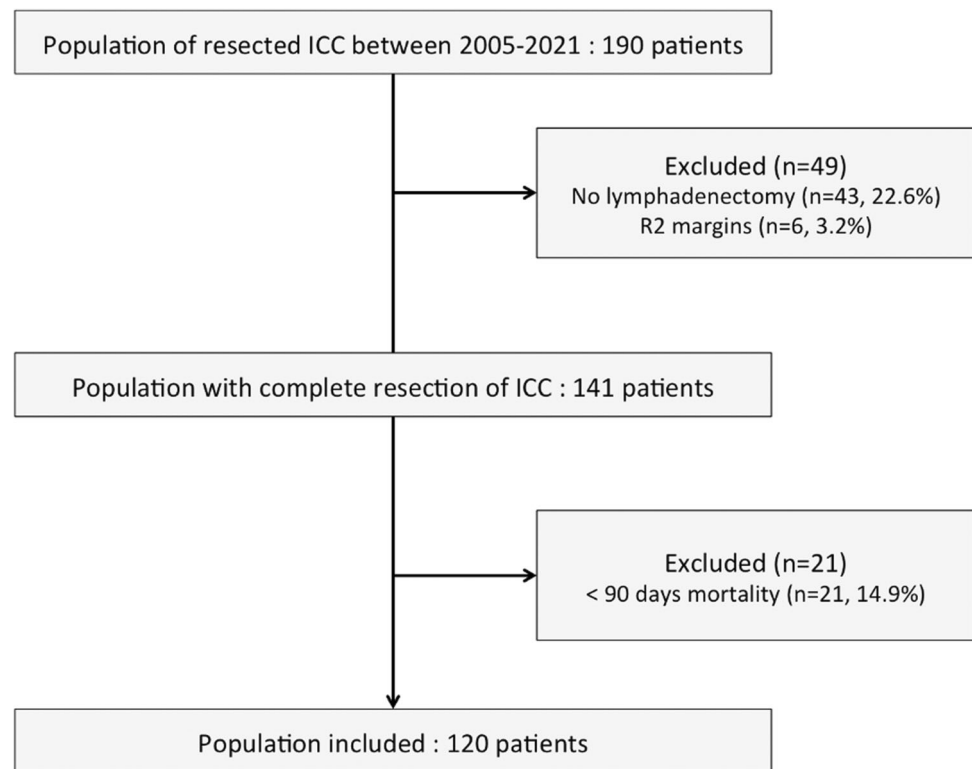 Population of resected ICC between 2005-2021 : 190 patients
Excluded (n=49)
No lymphadenectomy (n=43, 22.6%)
R2 margins (n=6, 3.2%)
Population with complete resection of ICC : 141 patients
Excluded (n=21)
< 90 days mortality (n=21, 14.9%)
Population included : 120 patients